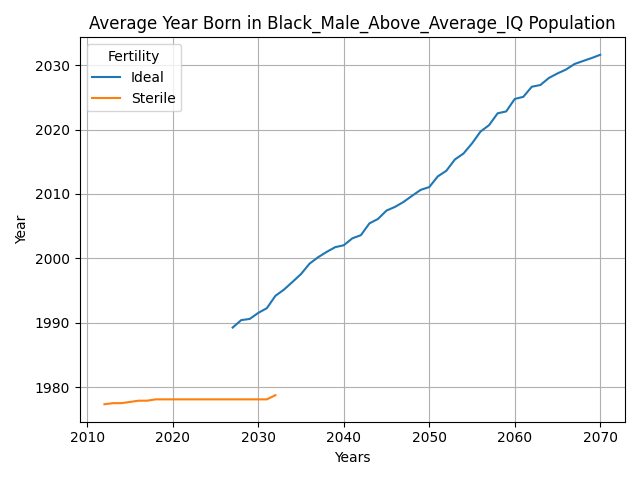 Average Year Born in Black_Male_Above_Average_IQ Population
Fertility
Ideal
Sterile
Year
2030
2020
2010
2000
1990
1980
2010 2020 2030 2040 2050 2060 2070
Years